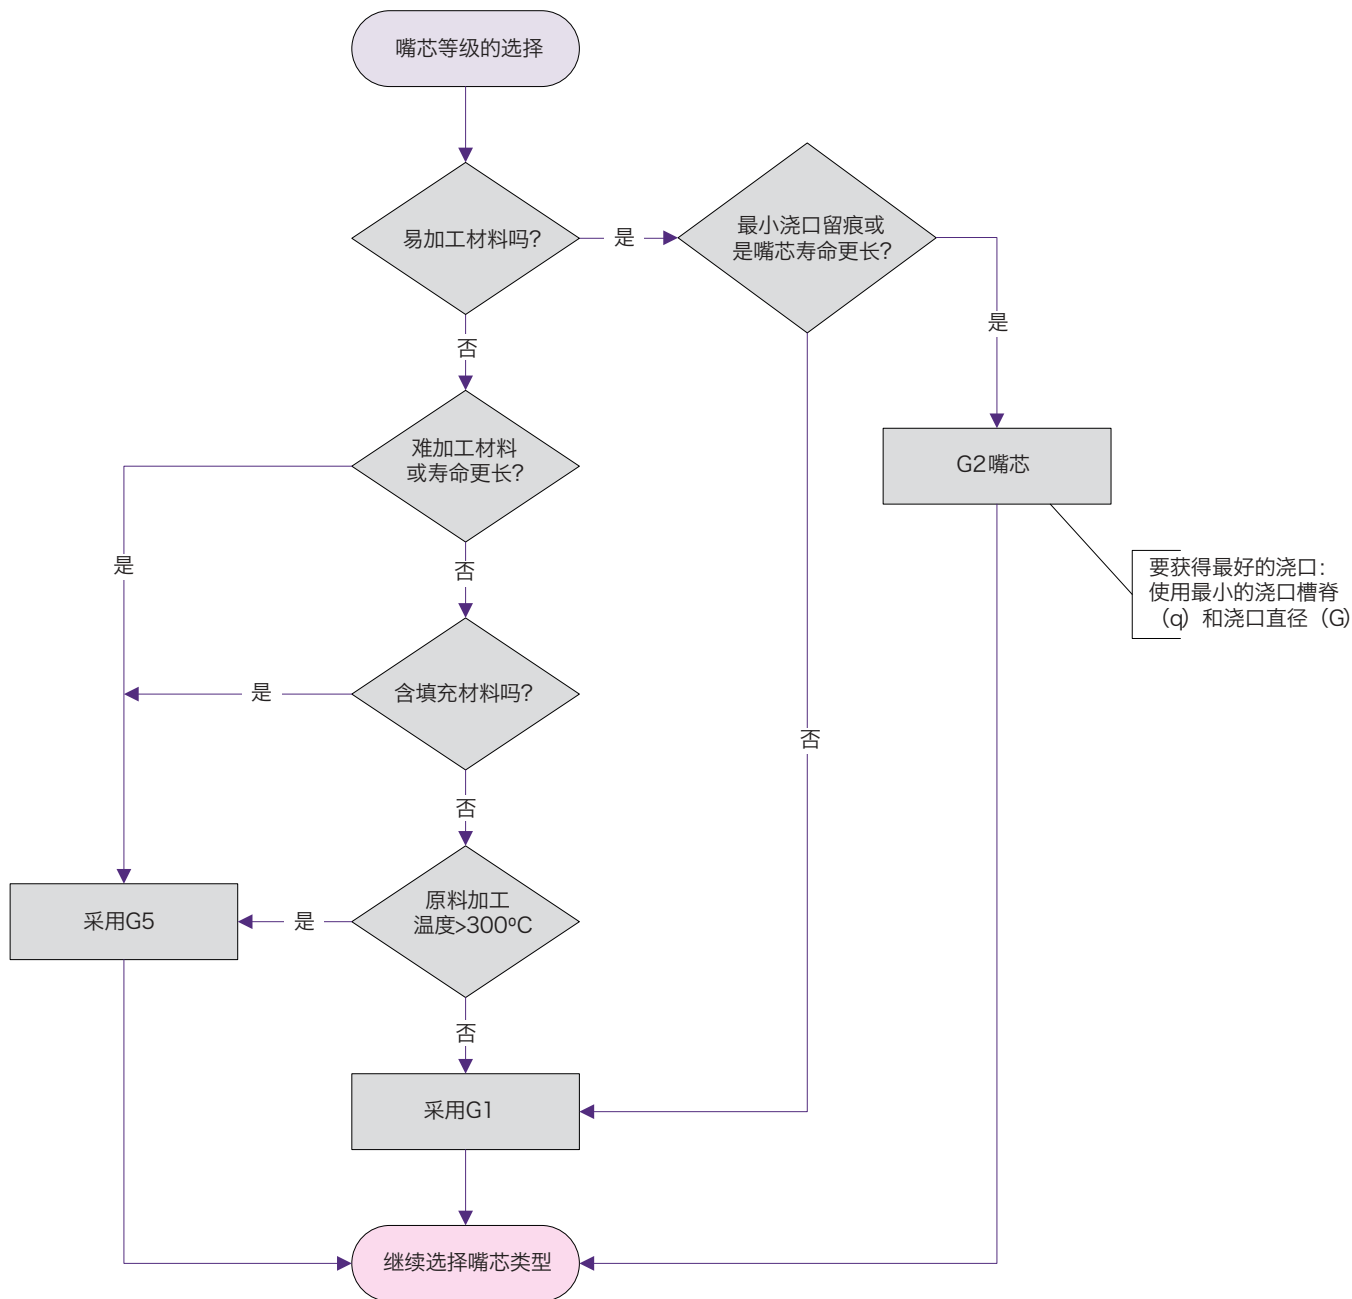 嘴芯等级的选择
易加工材料吗?
是
最小浇口留痕或
是嘴芯寿命更长?
是
否
难加工材料
或寿命更长?
G2嘴芯
是
否
要获得最好的浇口:
使用最小的浇口槽脊
(q) 和浇口直径 (G)
含填充材料吗?
是
否
否
采用G5
是
原料加工
温度>300ºC
否
采用G1
继续选择嘴芯类型